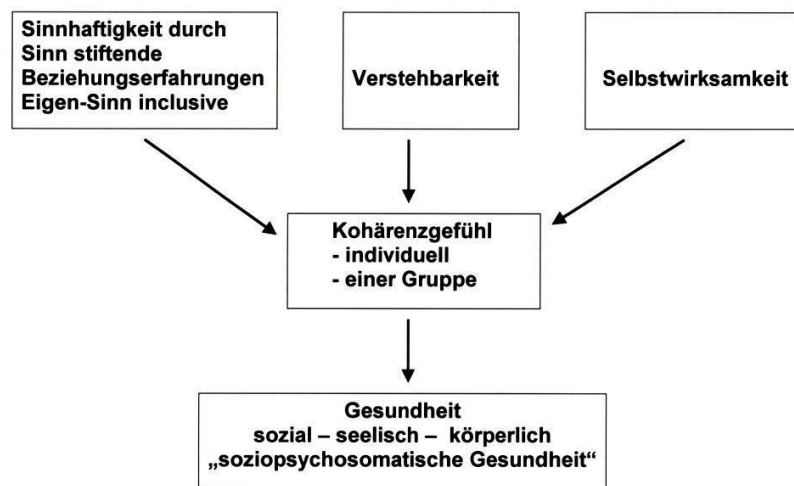 Sinnhaftigkeit durch
Sinn stiftende
Beziehungserfahrungen
Eigen-Sinn inclusive
Verstehbarkeit
Selbstwirksamkeit
Kohärenzgefühl
- individuell
- einer Gruppe
Gesundheit
sozial – seelisch – körperlich
„soziopsychosomatische Gesundheit“